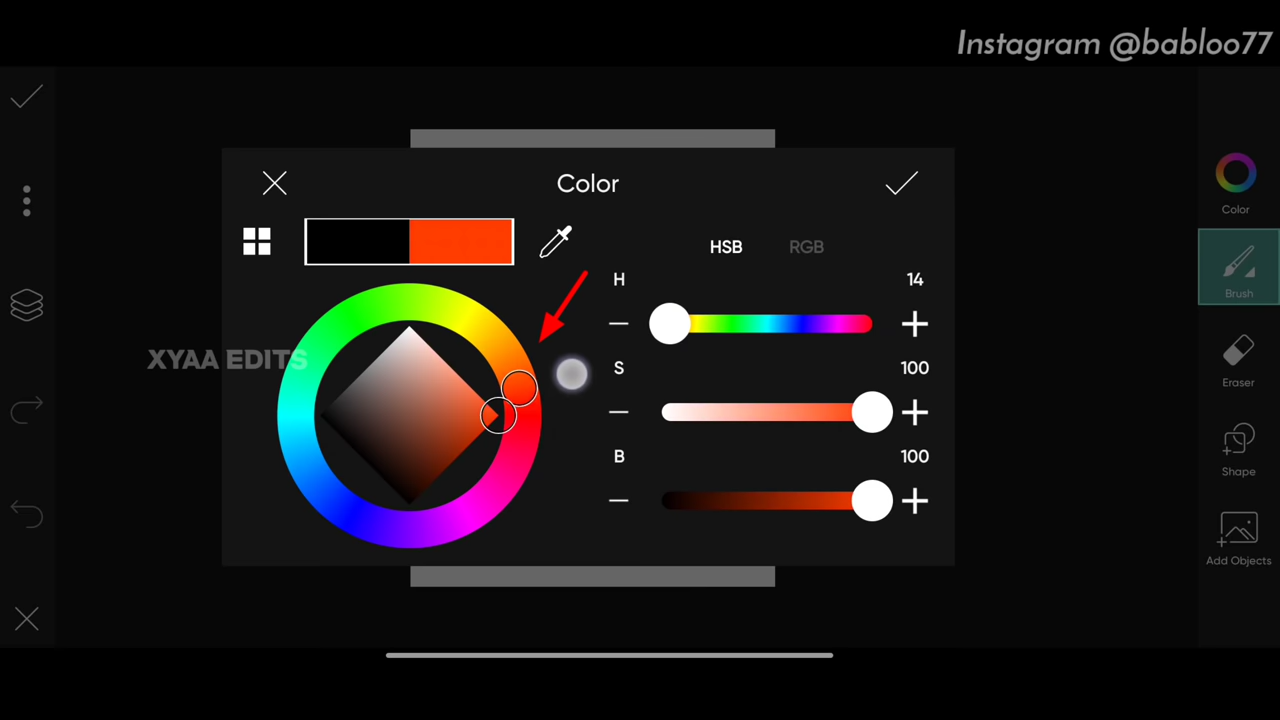 Instagram @babloo77
Color
HSB
RGB
H
14
Color
S
100
Brush
XYAA EDITS
Eraser
B
100
Shape
Add Objects